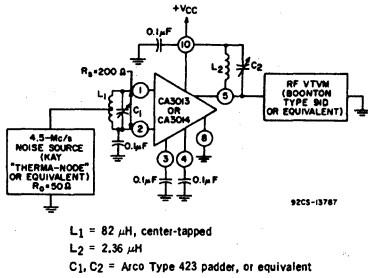 +VCC
0.1µF
10
L2
C2
RS=200 Ω
L1
C1
1
2
CA3013
OR
CA3014
5
8
3
4
RF VTVM
(BOONTON
TYPE 91D
OR EQUIVALENT)
4.5-Mc/s
NOISE SOURCE
(KAY
"THERMA-NODE"
OR EQUIVALENT)
RO=50Ω
0.1µF
0.1µF
0.1µF
92CS-13787
L1 = 82 µH, center-tapped
L2 = 2.36 µH
C1, C2 = Arco Type 423 padder, or equivalent